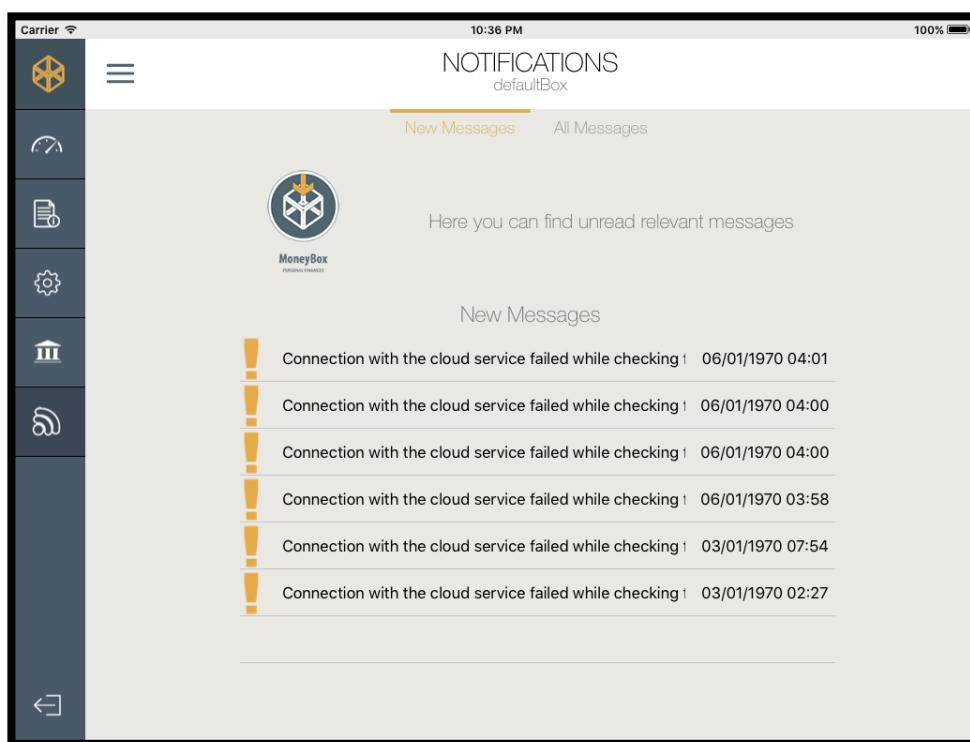 Carrier 10:36 PM 100%
NOTIFICATIONS
defaultBox
New Messages All Messages
Here you can find unread relevant messages
MoneyBox
PERSONAL FINANCES
New Messages
Connection with the cloud service failed while checking 06/01/1970 04:01
Connection with the cloud service failed while checking 06/01/1970 04:00
Connection with the cloud service failed while checking 06/01/1970 04:00
Connection with the cloud service failed while checking 06/01/1970 03:58
Connection with the cloud service failed while checking 03/01/1970 07:54
Connection with the cloud service failed while checking 03/01/1970 02:27